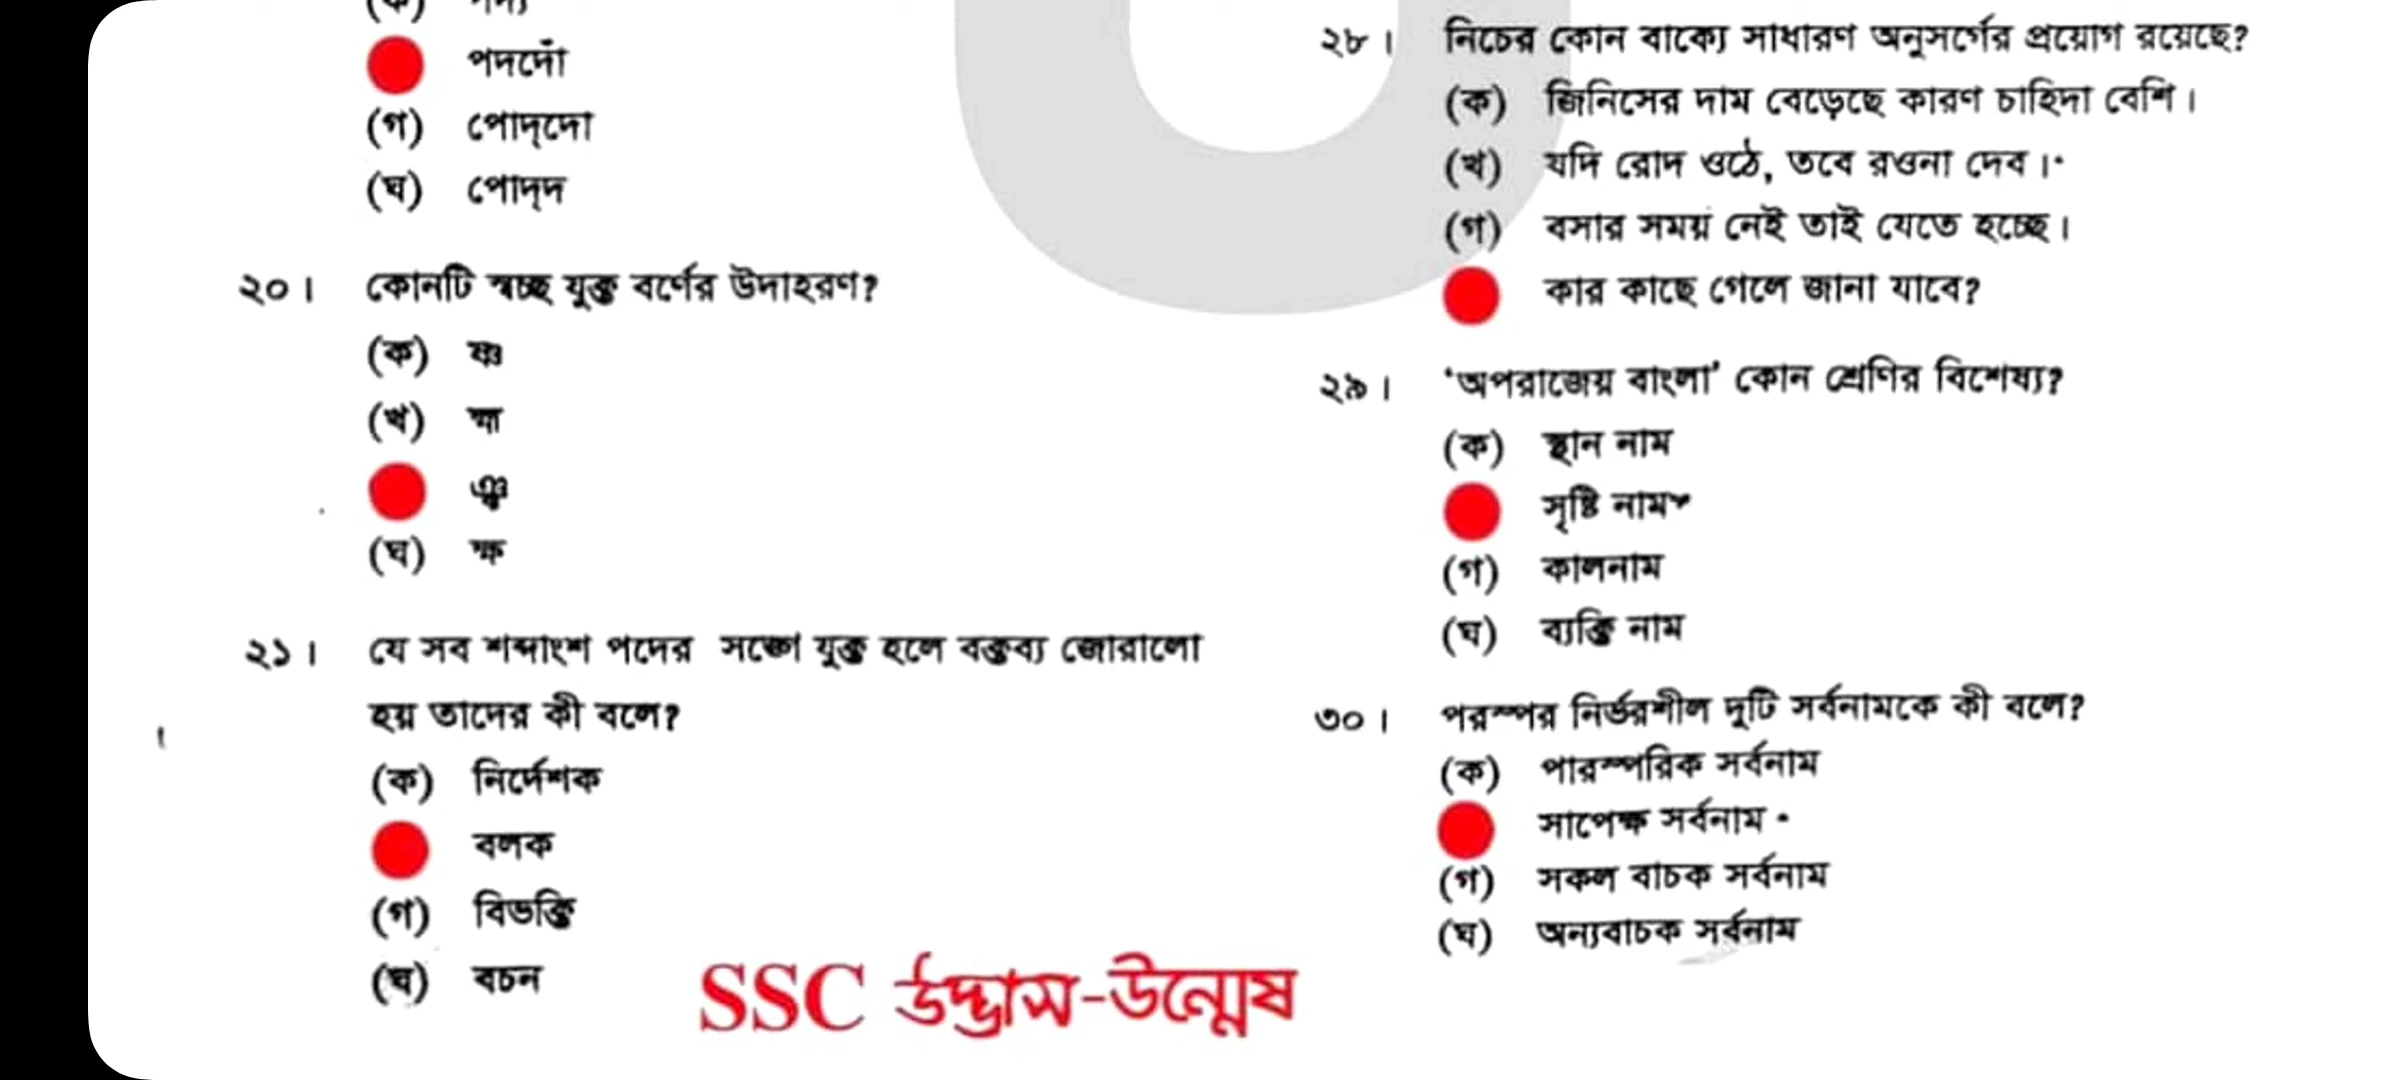 পদদোঁ
(গ) পোদ্‌দো
(ঘ) পোদ্‌দ
২০। কোনটি স্বচ্ছ যুক্ত বর্ণের উদাহরণ?
(ক) ষ্ণ
(খ) হ্ম
ঞ্চ
(ঘ) ক্ষ
২১। যে সব শব্দাংশ পদের সঙ্গে যুক্ত হলে বক্তব্য জোরালো
হয় তাদের কী বলে?
(ক) নির্দেশক
বলক
(গ) বিভক্তি
(ঘ) বচন
২৮। নিচের কোন বাক্যে সাধারণ অনুসর্গের প্রয়োগ রয়েছে?
(ক) জিনিসের দাম বেড়েছে কারণ চাহিদা বেশি।
(খ) যদি রোদ ওঠে, তবে রওনা দেব।
(গ) বসার সময় নেই তাই যেতে হচ্ছে।
কার কাছে গেলে জানা যাবে?
২৯। ‘অপরাজেয় বাংলা’ কোন শ্রেণির বিশেষ্য?
(ক) স্থান নাম
সৃষ্টি নাম
(গ) কালনাম
(ঘ) ব্যক্তি নাম
৩০। পরস্পর নির্ভরশীল দুটি সর্বনামকে কী বলে?
(ক) পারস্পরিক সর্বনাম
সাপেক্ষ সর্বনাম
(গ) সকল বাচক সর্বনাম
(ঘ) অন্যবাচক সর্বনাম
SSC উদ্ভাস-উন্মেষ